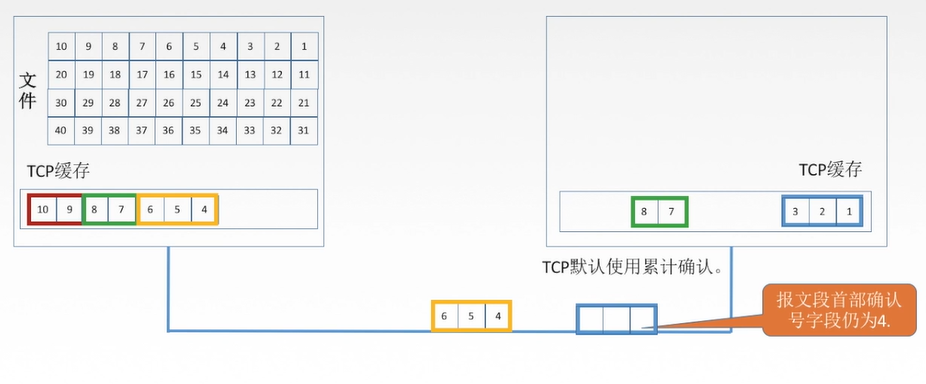 文件
10 9 8 7 6 5 4 3 2 1
20 19 18 17 16 15 14 13 12 11
30 29 28 27 26 25 24 23 22 21
40 39 38 37 36 35 34 33 32 31
TCP缓存
10 9 8 7 6 5 4
TCP缓存
8 7 3 2 1
TCP默认使用累计确认。
6 5 4
报文段首部确认
号字段仍为4.